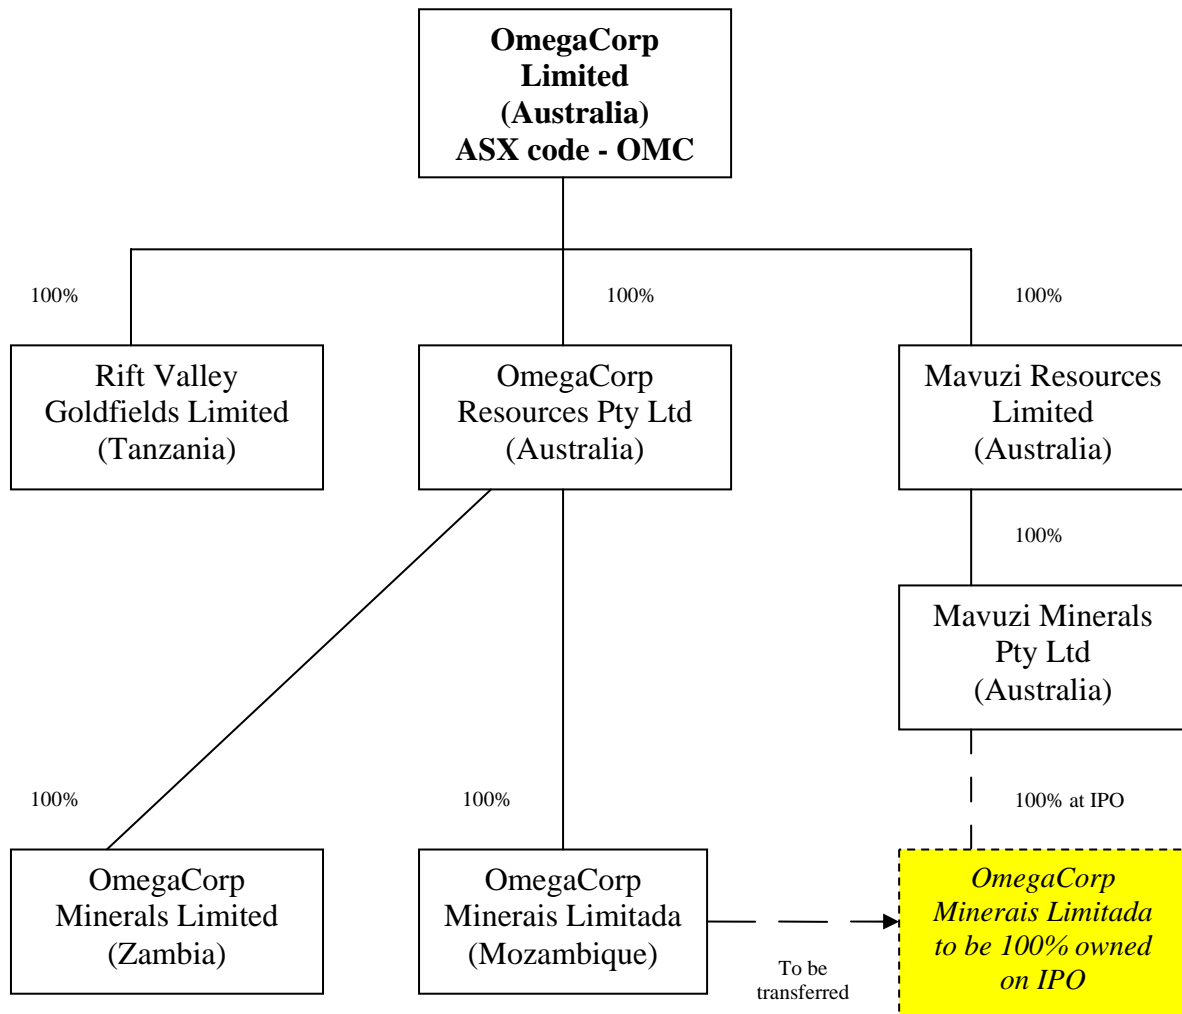 OmegaCorp
Limited
(Australia)
ASX code - OMC
100%
100%
100%
Rift Valley
Goldfields Limited
(Tanzania)
OmegaCorp
Resources Pty Ltd
(Australia)
Mavuzi Resources
Limited
(Australia)
100%
Mavuzi Minerals
Pty Ltd
(Australia)
100%
100%
100% at IPO
OmegaCorp
Minerals Limited
(Zambia)
OmegaCorp
Minerais Limitada
(Mozambique)
To be
transferred
OmegaCorp
Minerais Limitada
to be 100% owned
on IPO